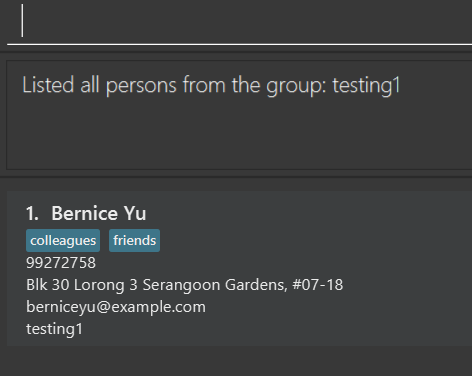 Listed all persons from the group: testing1
1. Bernice Yu
colleagues friends
99272758
Blk 30 Lorong 3 Serangoon Gardens, #07-18
berniceyu@example.com
testing1